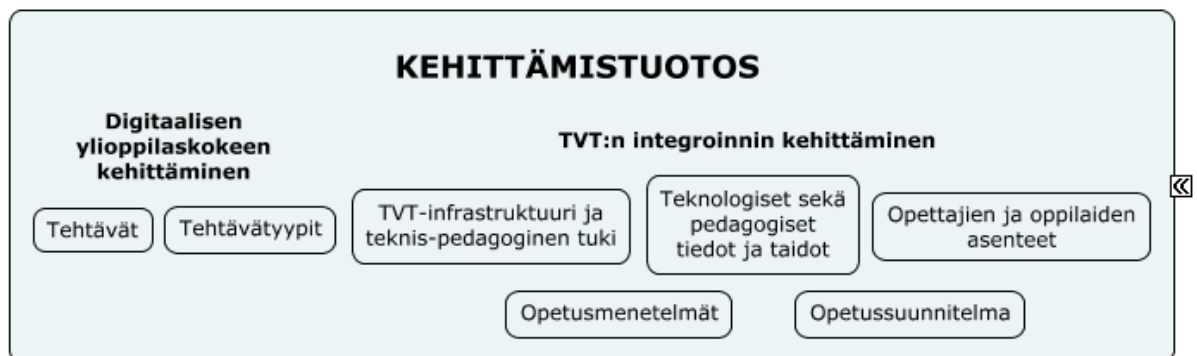 KEHITTÄMISTUOTOS
Digitaalisen
ylioppilaskokeen
kehittäminen
TVT:n integroinnin kehittäminen
Tehtävät
Tehtävätyypit
TVT-infrastruktuuri ja
teknis-pedagoginen tuki
Teknologiset sekä
pedagogiset
tiedot ja taidot
Opettajien ja oppilaiden
asenteet
Opetusmenetelmät
Opetussuunnitelma